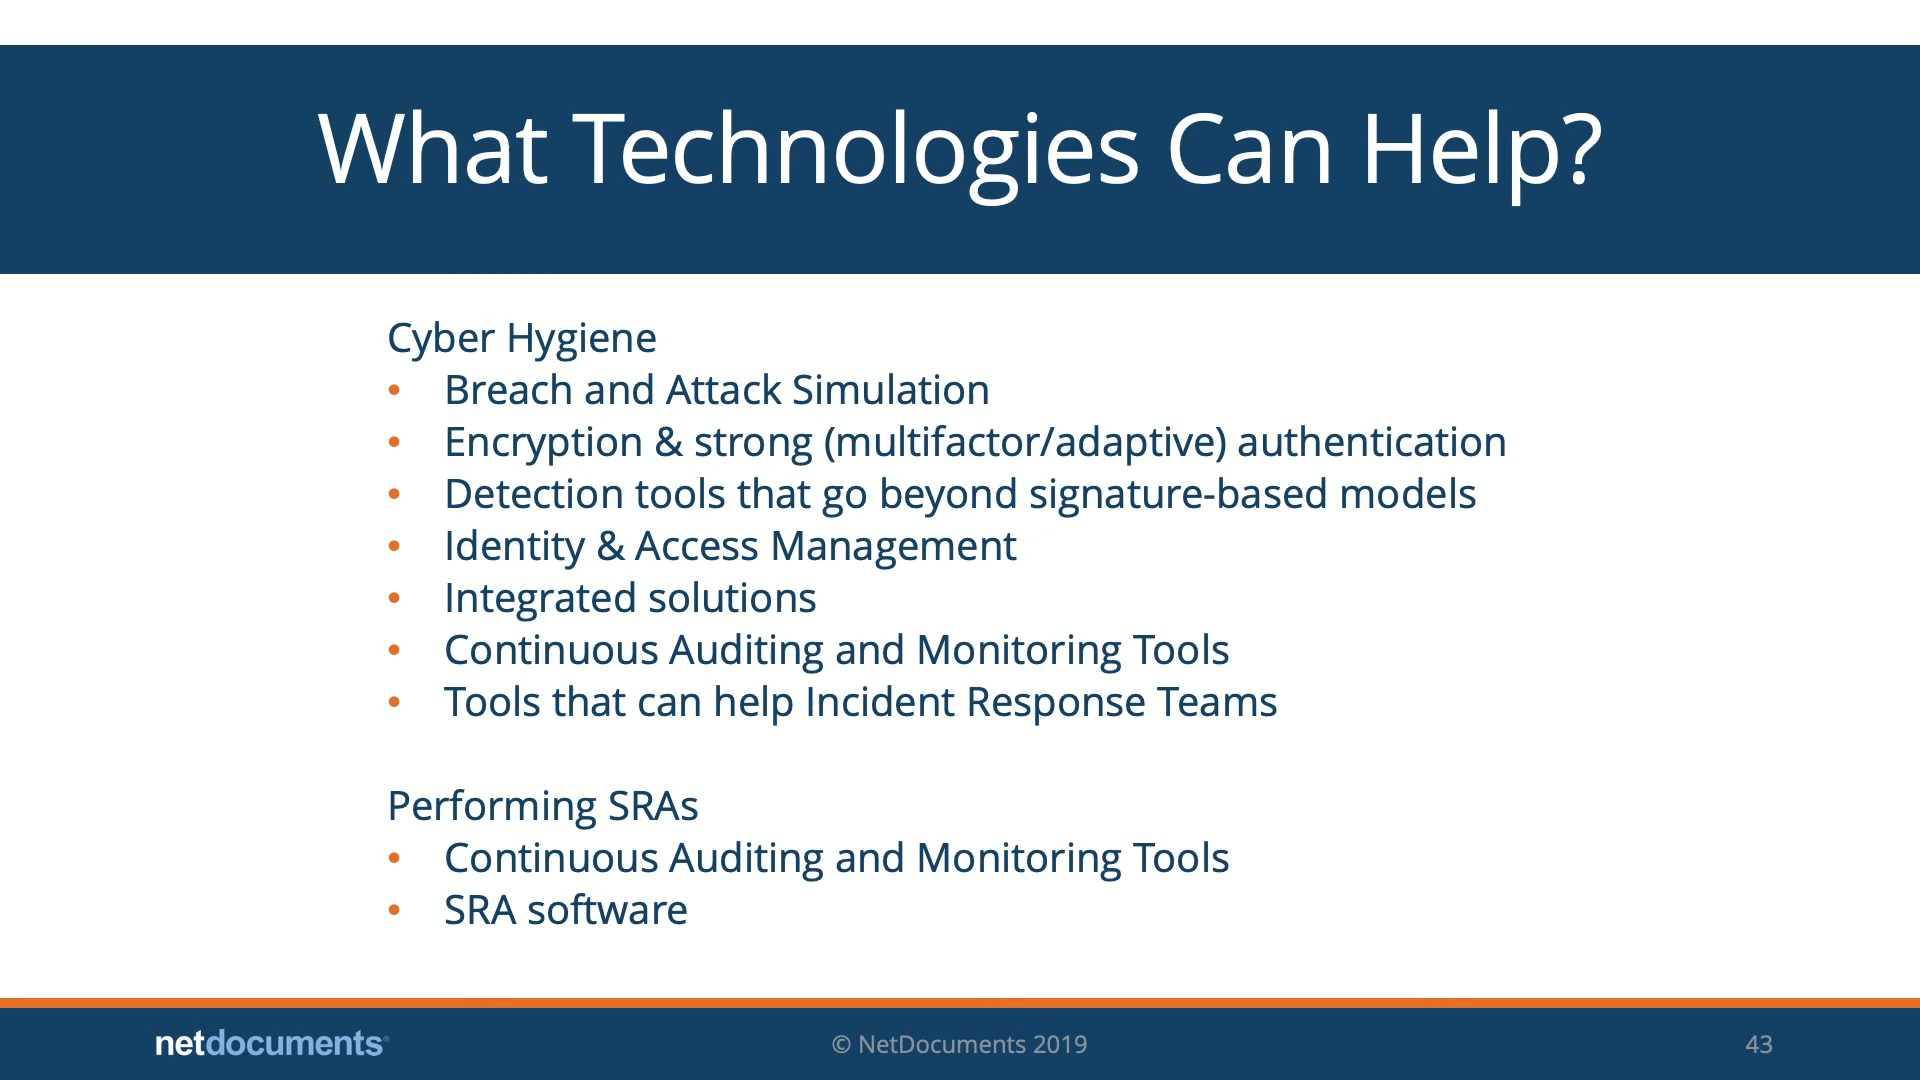 What Technologies Can Help?
Cyber Hygiene
• Breach and Attack Simulation
• Encryption & strong (multifactor/adaptive) authentication
• Detection tools that go beyond signature-based models
• Identity & Access Management
• Integrated solutions
• Continuous Auditing and Monitoring Tools
• Tools that can help Incident Response Teams
Performing SRAs
• Continuous Auditing and Monitoring Tools
• SRA software
netdocuments®
© NetDocuments 2019
43